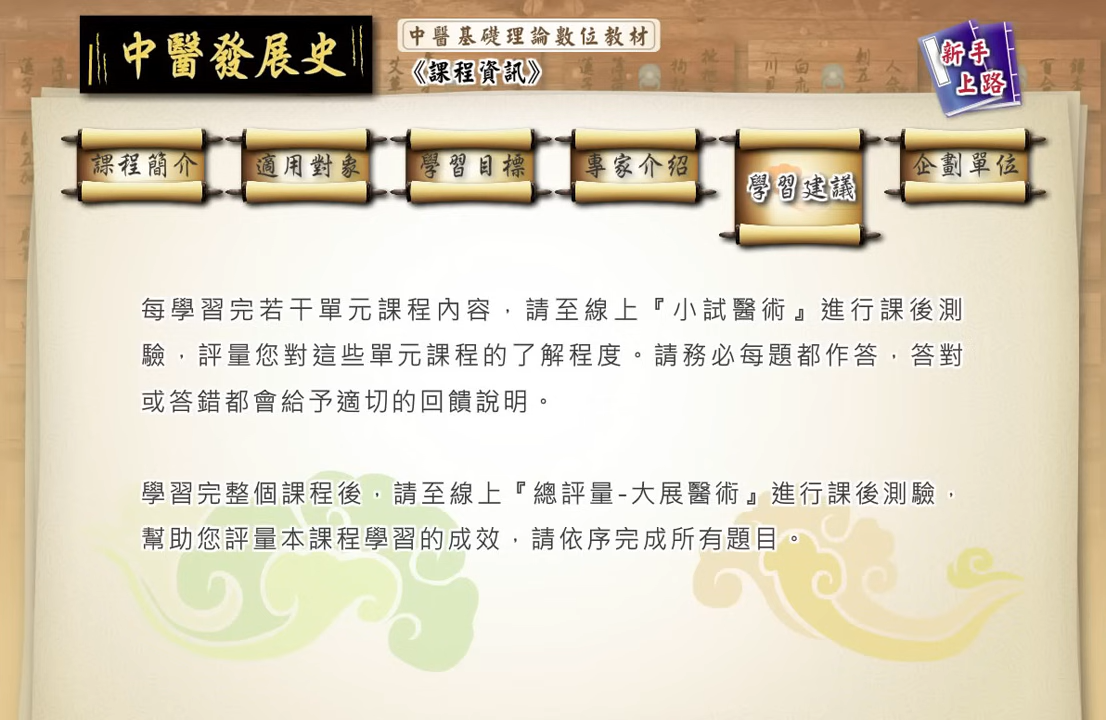 中醫發展史
中醫基礎理論數位教材
《課程資訊》
新手
上路
課程簡介
適用對象
學習目標
專家介紹
學習建議
企劃單位
每學習完若干單元課程內容，請至線上『小試醫術』進行課後測
驗，評量您對這些單元課程的了解程度。請務必每題都作答，答對
或答錯都會給予適切的回饋說明。
學習完整個課程後，請至線上『總評量-大展醫術』進行課後測驗，
幫助您評量本課程學習的成效，請依序完成所有題目。